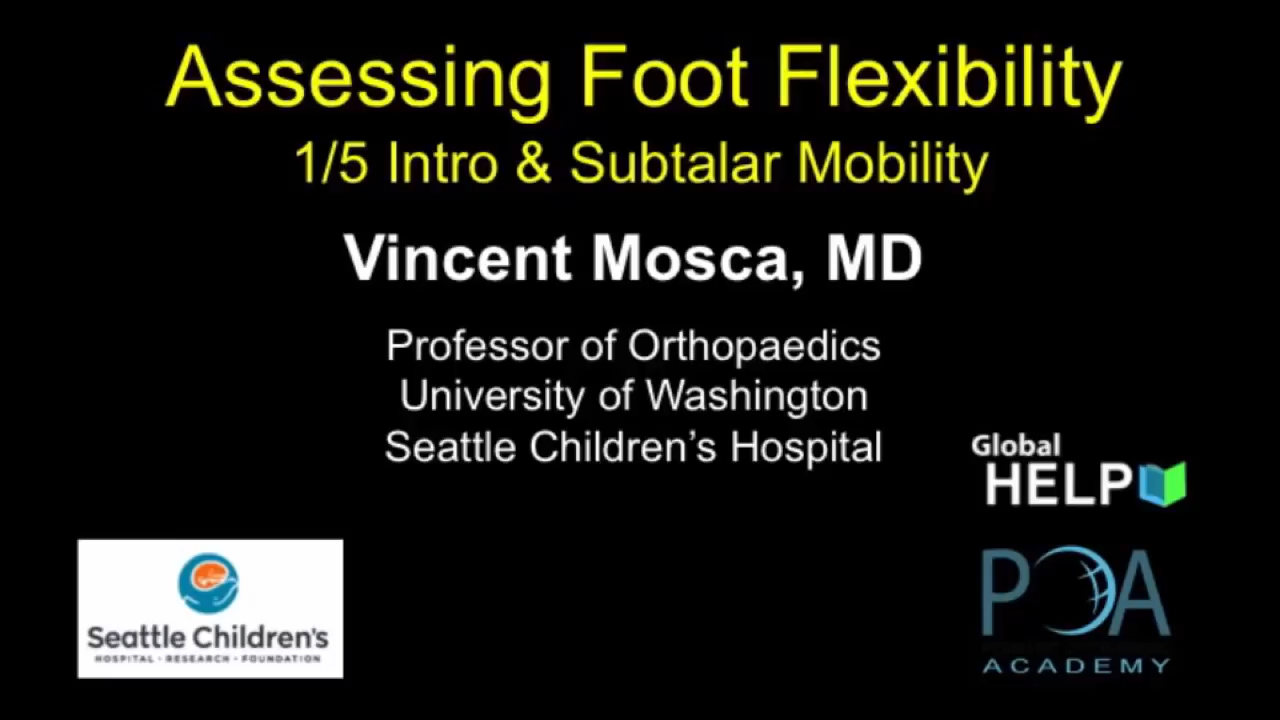 Assessing Foot Flexibility
1/5 Intro & Subtalar Mobility
Vincent Mosca, MD
Professor of Orthopaedics
University of Washington
Seattle Children’s Hospital
Global
HELP
Seattle Children's
HOSPITAL · RESEARCH · FOUNDATION
POA
ACADEMY